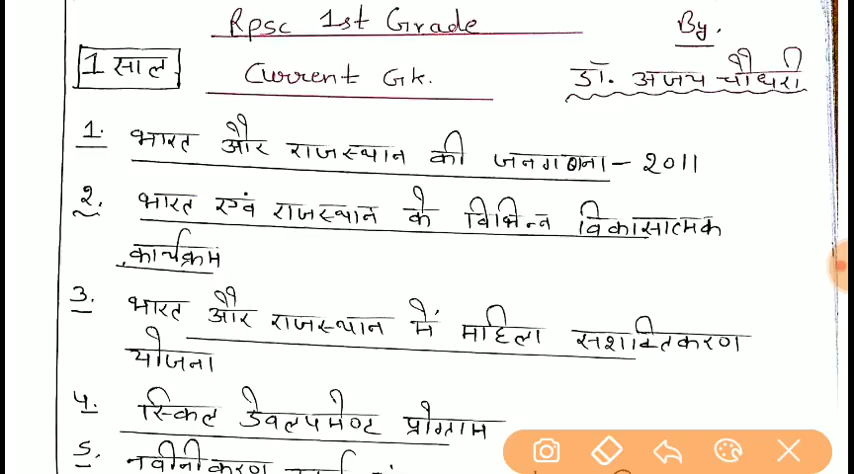 Rpsc 1st Grade
By.
1 साल
Current Gk.
डॉ. अजय चौधरी
1. भारत और राजस्थान की जनगणना - 2011
2. भारत एवं राजस्थान के विभिन्न विकासात्मक
कार्यक्रम
3. भारत और राजस्थान में महिला सशक्तिकरण
योजना
4. स्किल डेवलपमेण्ट प्रोग्राम
5. नवीनीकरण